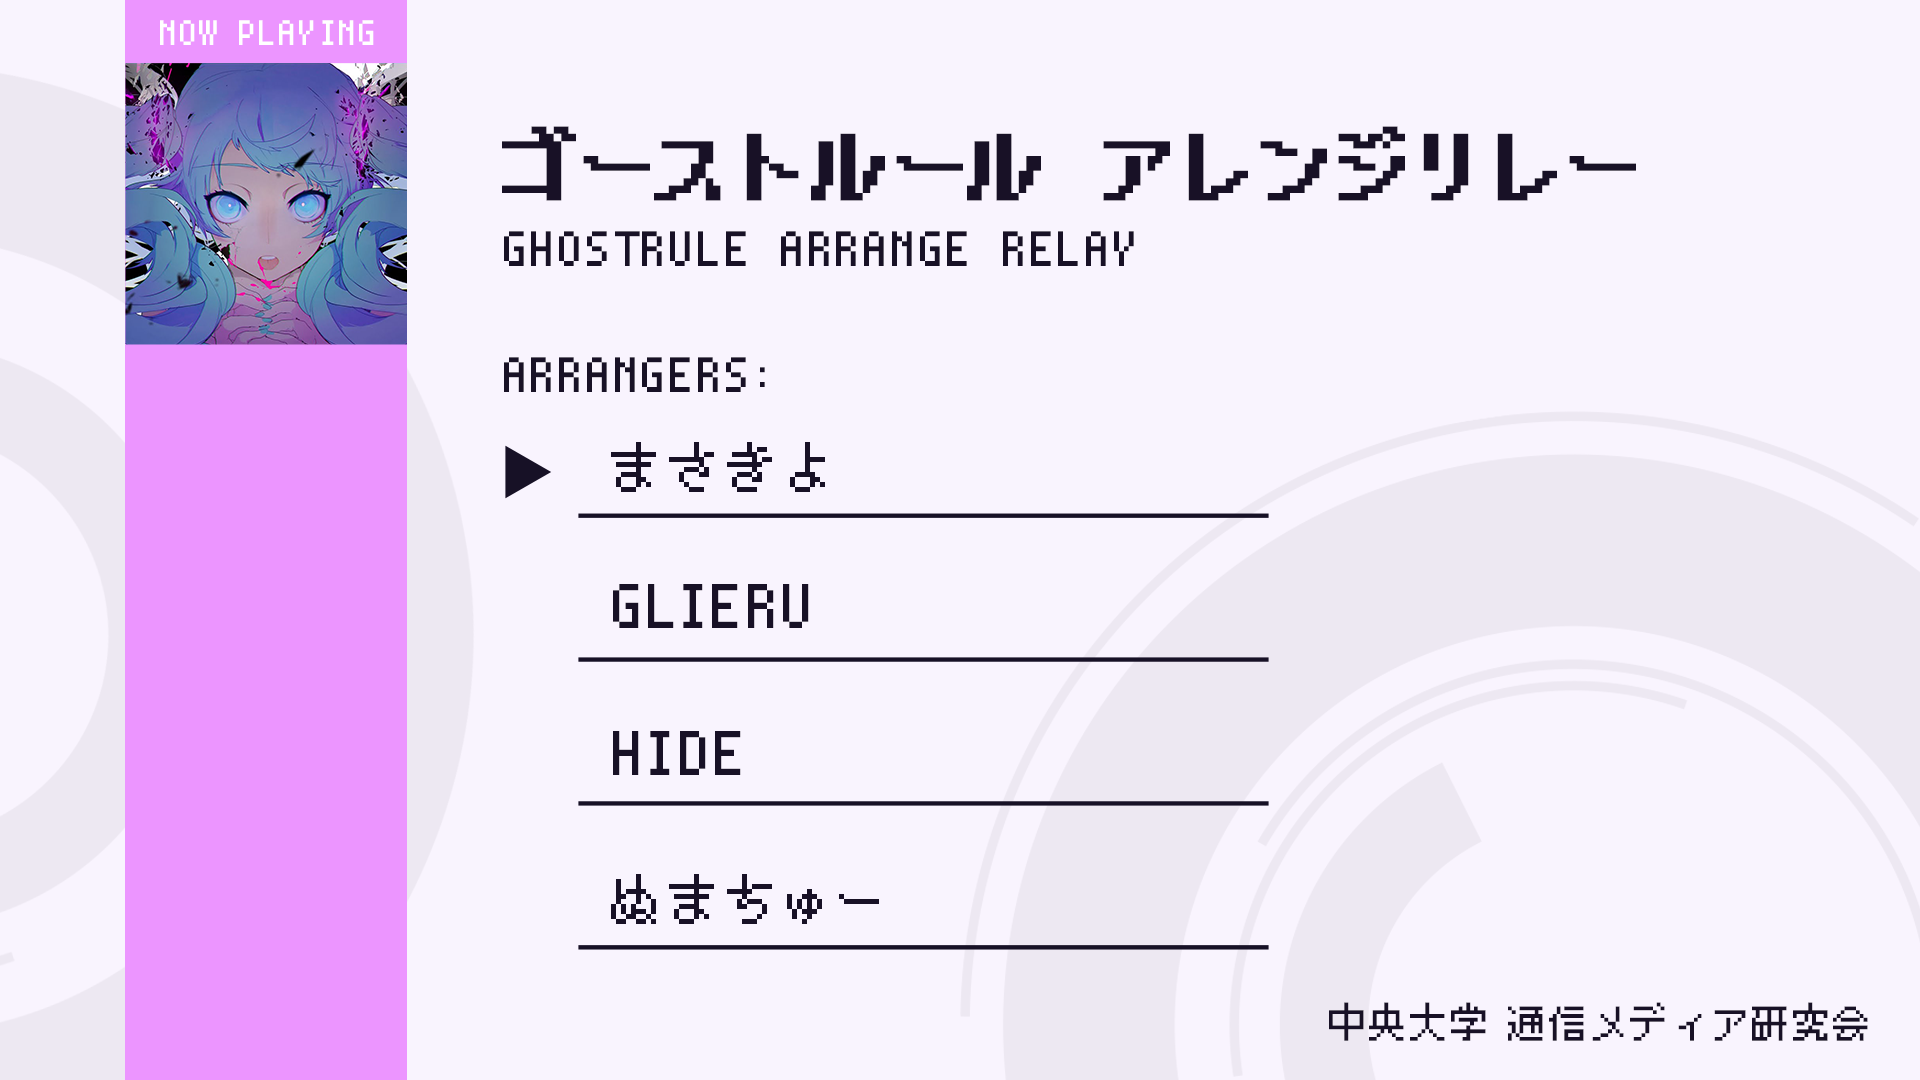 NOW PLAYING
ゴーストルール アレンジリレー
GHOSTRULE ARRANGE RELAY
ARRANGERS:
▶ まさぎよ
GLIERU
HIDE
ぬまちゅー
中央大学 通信メディア研究会